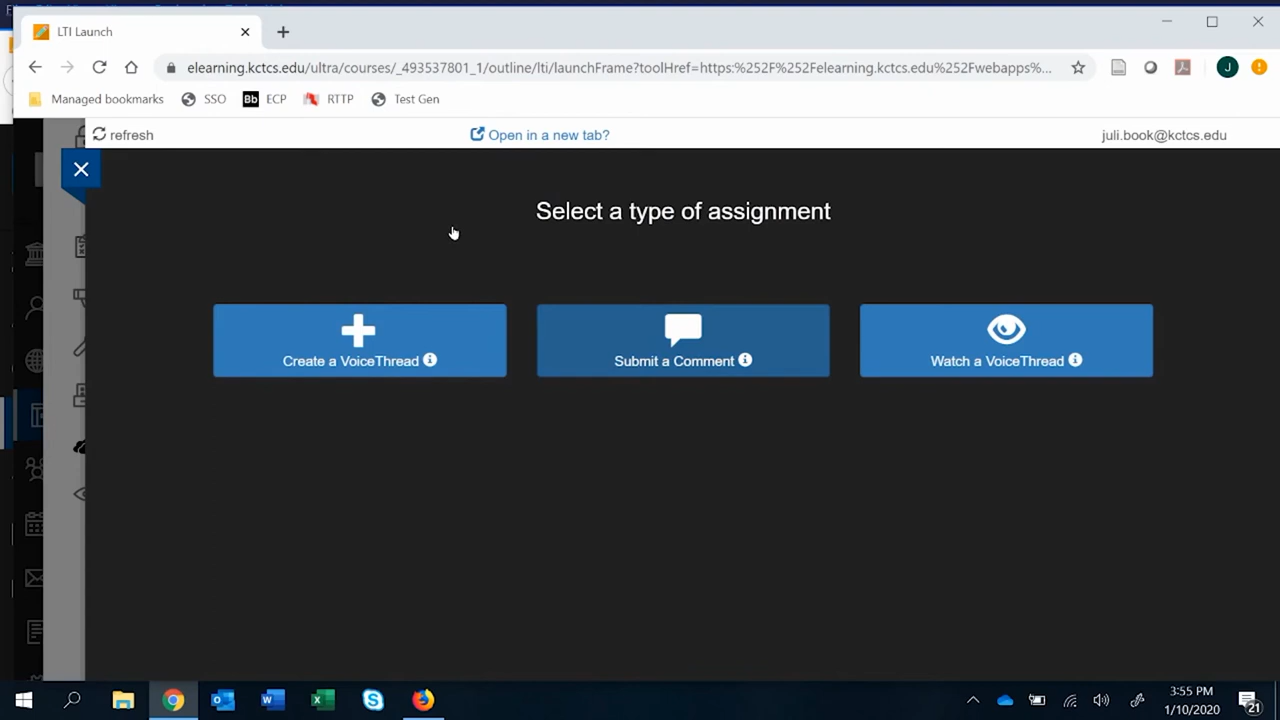 LTI Launch
elearning.kctcs.edu/ultra/courses/_493537801_1/outline/lti/launchFrame?toolHref=https:%252F%252Felearning.kctcs.edu%252Fwebapps%...
J
Managed bookmarks SSO Bb ECP RTTP Test Gen
refresh Open in a new tab? juli.book@kctcs.edu
Select a type of assignment
Create a VoiceThread Submit a Comment Watch a VoiceThread
3:55 PM
1/10/2020
21